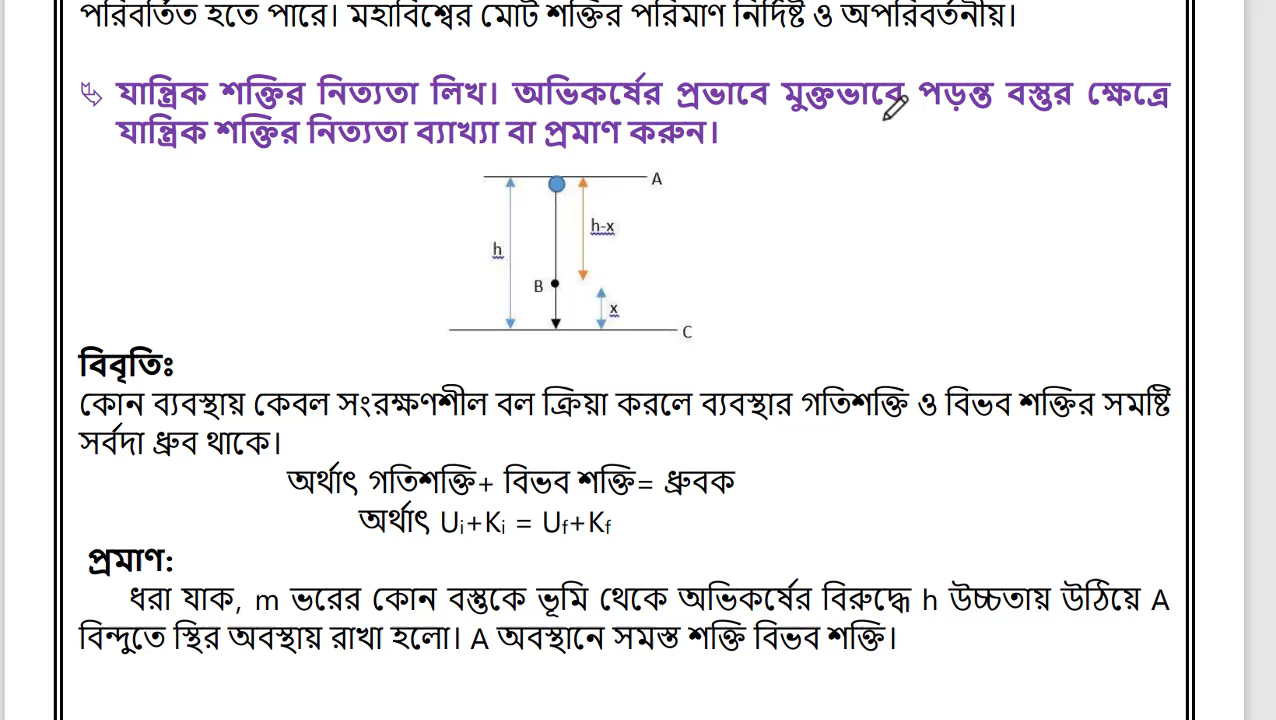 পরিবর্তিত হতে পারে। মহাবিশ্বের মোট শক্তির পরিমাণ নির্দিষ্ট ও অপরিবর্তনীয়।
যান্ত্রিক শক্তির নিত্যতা লিখ। অভিকর্ষের প্রভাবে মুক্তভাবে পড়ন্ত বস্তুর ক্ষেত্রে
যান্ত্রিক শক্তির নিত্যতা ব্যাখ্যা বা প্রমাণ করুন।
A
h-x
h
B
x
C
বিবৃতিঃ
কোন ব্যবস্থায় কেবল সংরক্ষণশীল বল ক্রিয়া করলে ব্যবস্থার গতিশক্তি ও বিভব শক্তির সমষ্টি
সর্বদা ধ্রুব থাকে।
অর্থাৎ গতিশক্তি+ বিভব শক্তি= ধ্রুবক
অর্থাৎ Uᵢ+Kᵢ = Uf+Kf
প্রমাণ:
ধরা যাক, m ভরের কোন বস্তুকে ভূমি থেকে অভিকর্ষের বিরুদ্ধে h উচ্চতায় উঠিয়ে A
বিন্দুতে স্থির অবস্থায় রাখা হলো। A অবস্থানে সমস্ত শক্তি বিভব শক্তি।